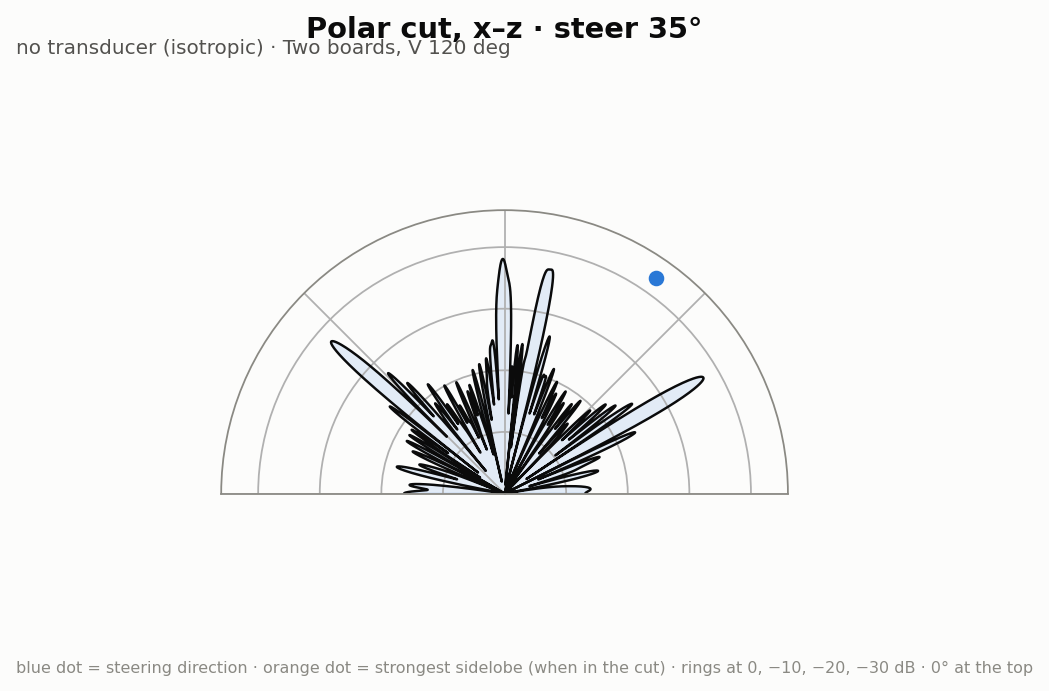 Polar cut, x–z · steer 35°
no transducer (isotropic) · Two boards, V 120 deg
blue dot = steering direction · orange dot = strongest sidelobe (when in the cut) · rings at 0, −10, −20, −30 dB · 0° at the top